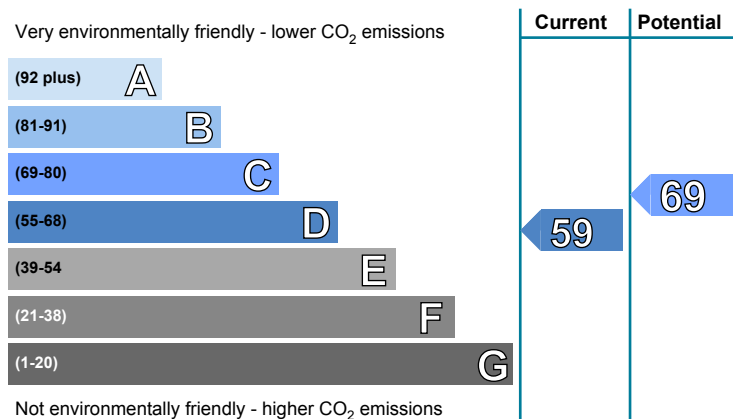 Very environmentally friendly - lower CO2 emissions
Current
Potential
(92 plus) A
(81-91) B
(69-80) C
(55-68) D
(39-54 E
(21-38) F
(1-20) G
59
69
Not environmentally friendly - higher CO2 emissions